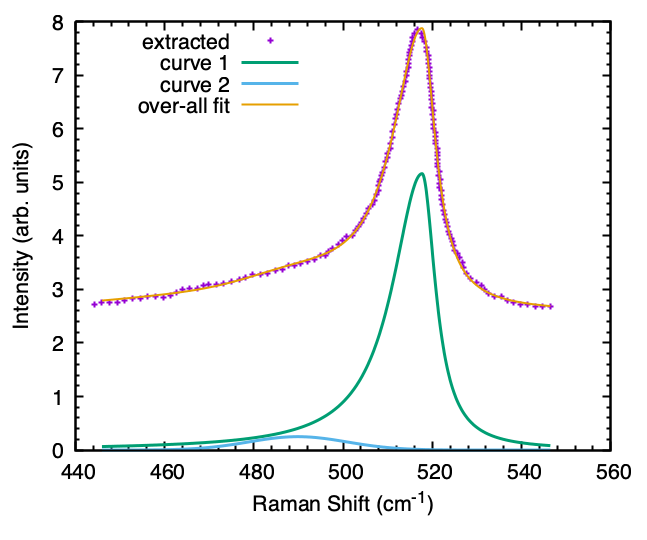 8
7
6
5
4
3
2
1
0
Intensity (arb. units)
extracted
curve 1
curve 2
over-all fit
440 460 480 500 520 540 560
Raman Shift (cm-1)